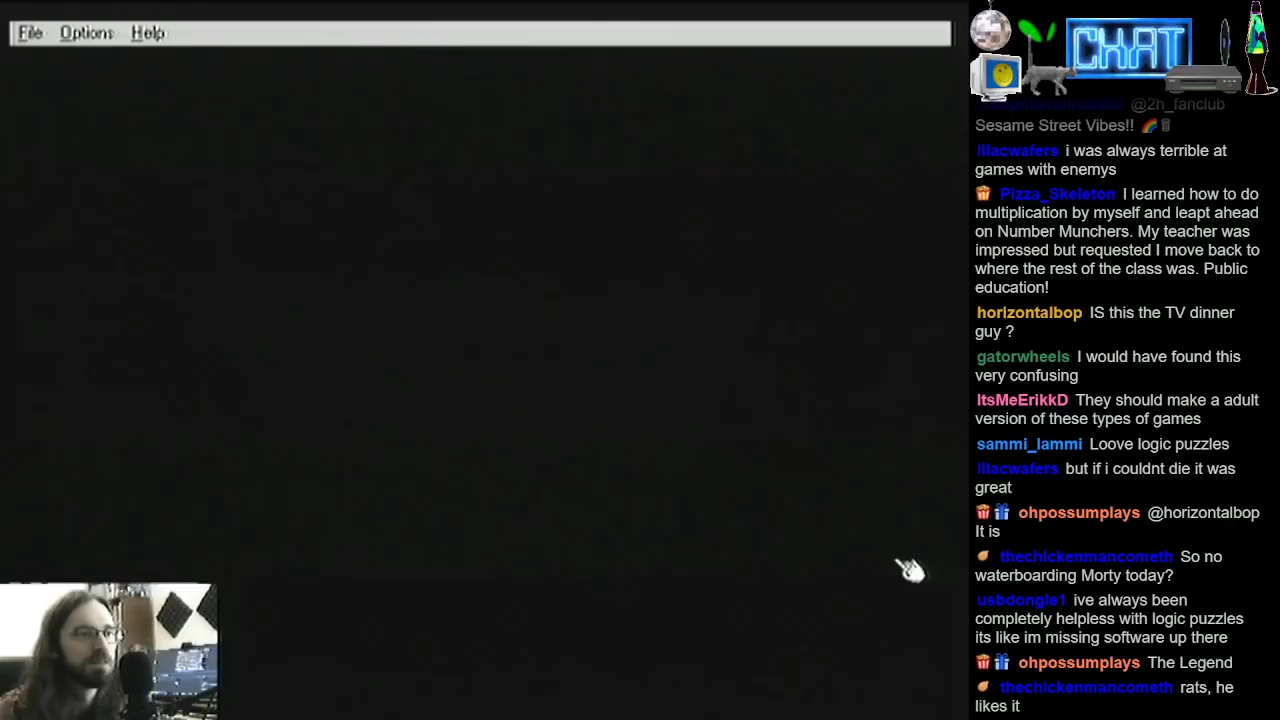 File Options Help
CHAT
@2h_fanclub
Sesame Street Vibes!! 🌈
lllacwafers i was always terrible at
games with enemys
Pizza_Skeleton I learned how to do
multiplication by myself and leapt ahead
on Number Munchers. My teacher was
impressed but requested I move back to
where the rest of the class was. Public
education!
horlzontalbop IS this the TV dinner
guy ?
gatorwheels I would have found this
very confusing
ItsMeErikkD They should make a adult
version of these types of games
sammi_lammi Loove logic puzzles
lllacwafers but if i couldnt die it was
great
ohpossumplays @horlzontalbop
It is
thechickenmancometh So no
waterboarding Morty today?
usbdongle1 ive always been
completely helpless with logic puzzles
its like im missing software up there
ohpossumplays The Legend
thechickenmancometh rats, he
likes it